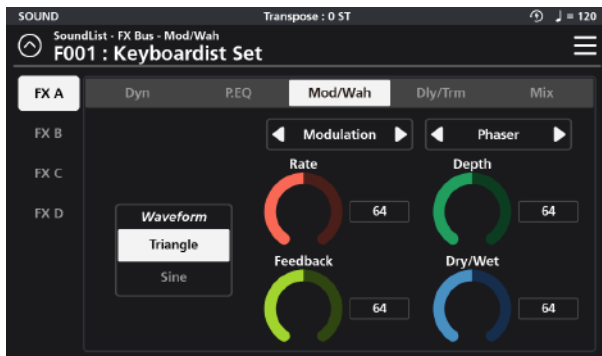 SOUND Transpose : 0 ST ♩ = 120
SoundList - FX Bus - Mod/Wah
F001 : Keyboardist Set
FX A Dyn P.EQ Mod/Wah Dly/Trm Mix
FX B Modulation Phaser
FX C Rate Depth
FX D 64 64
Waveform
Triangle
Sine
Feedback Dry/Wet
64 64